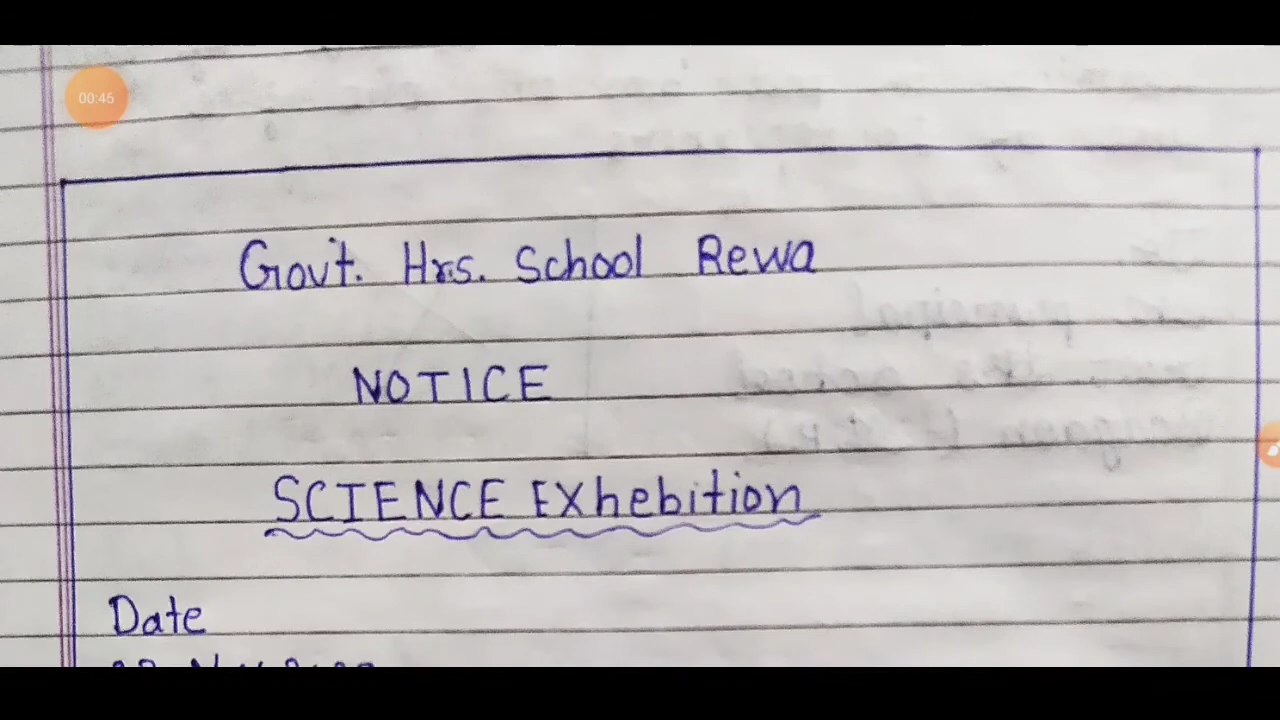 00:45
Govt. Hrs. School Rewa
NOTICE
SCIENCE EXhebition
Date